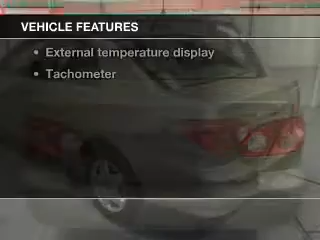 VEHICLE FEATURES
• External temperature display
• Tachometer